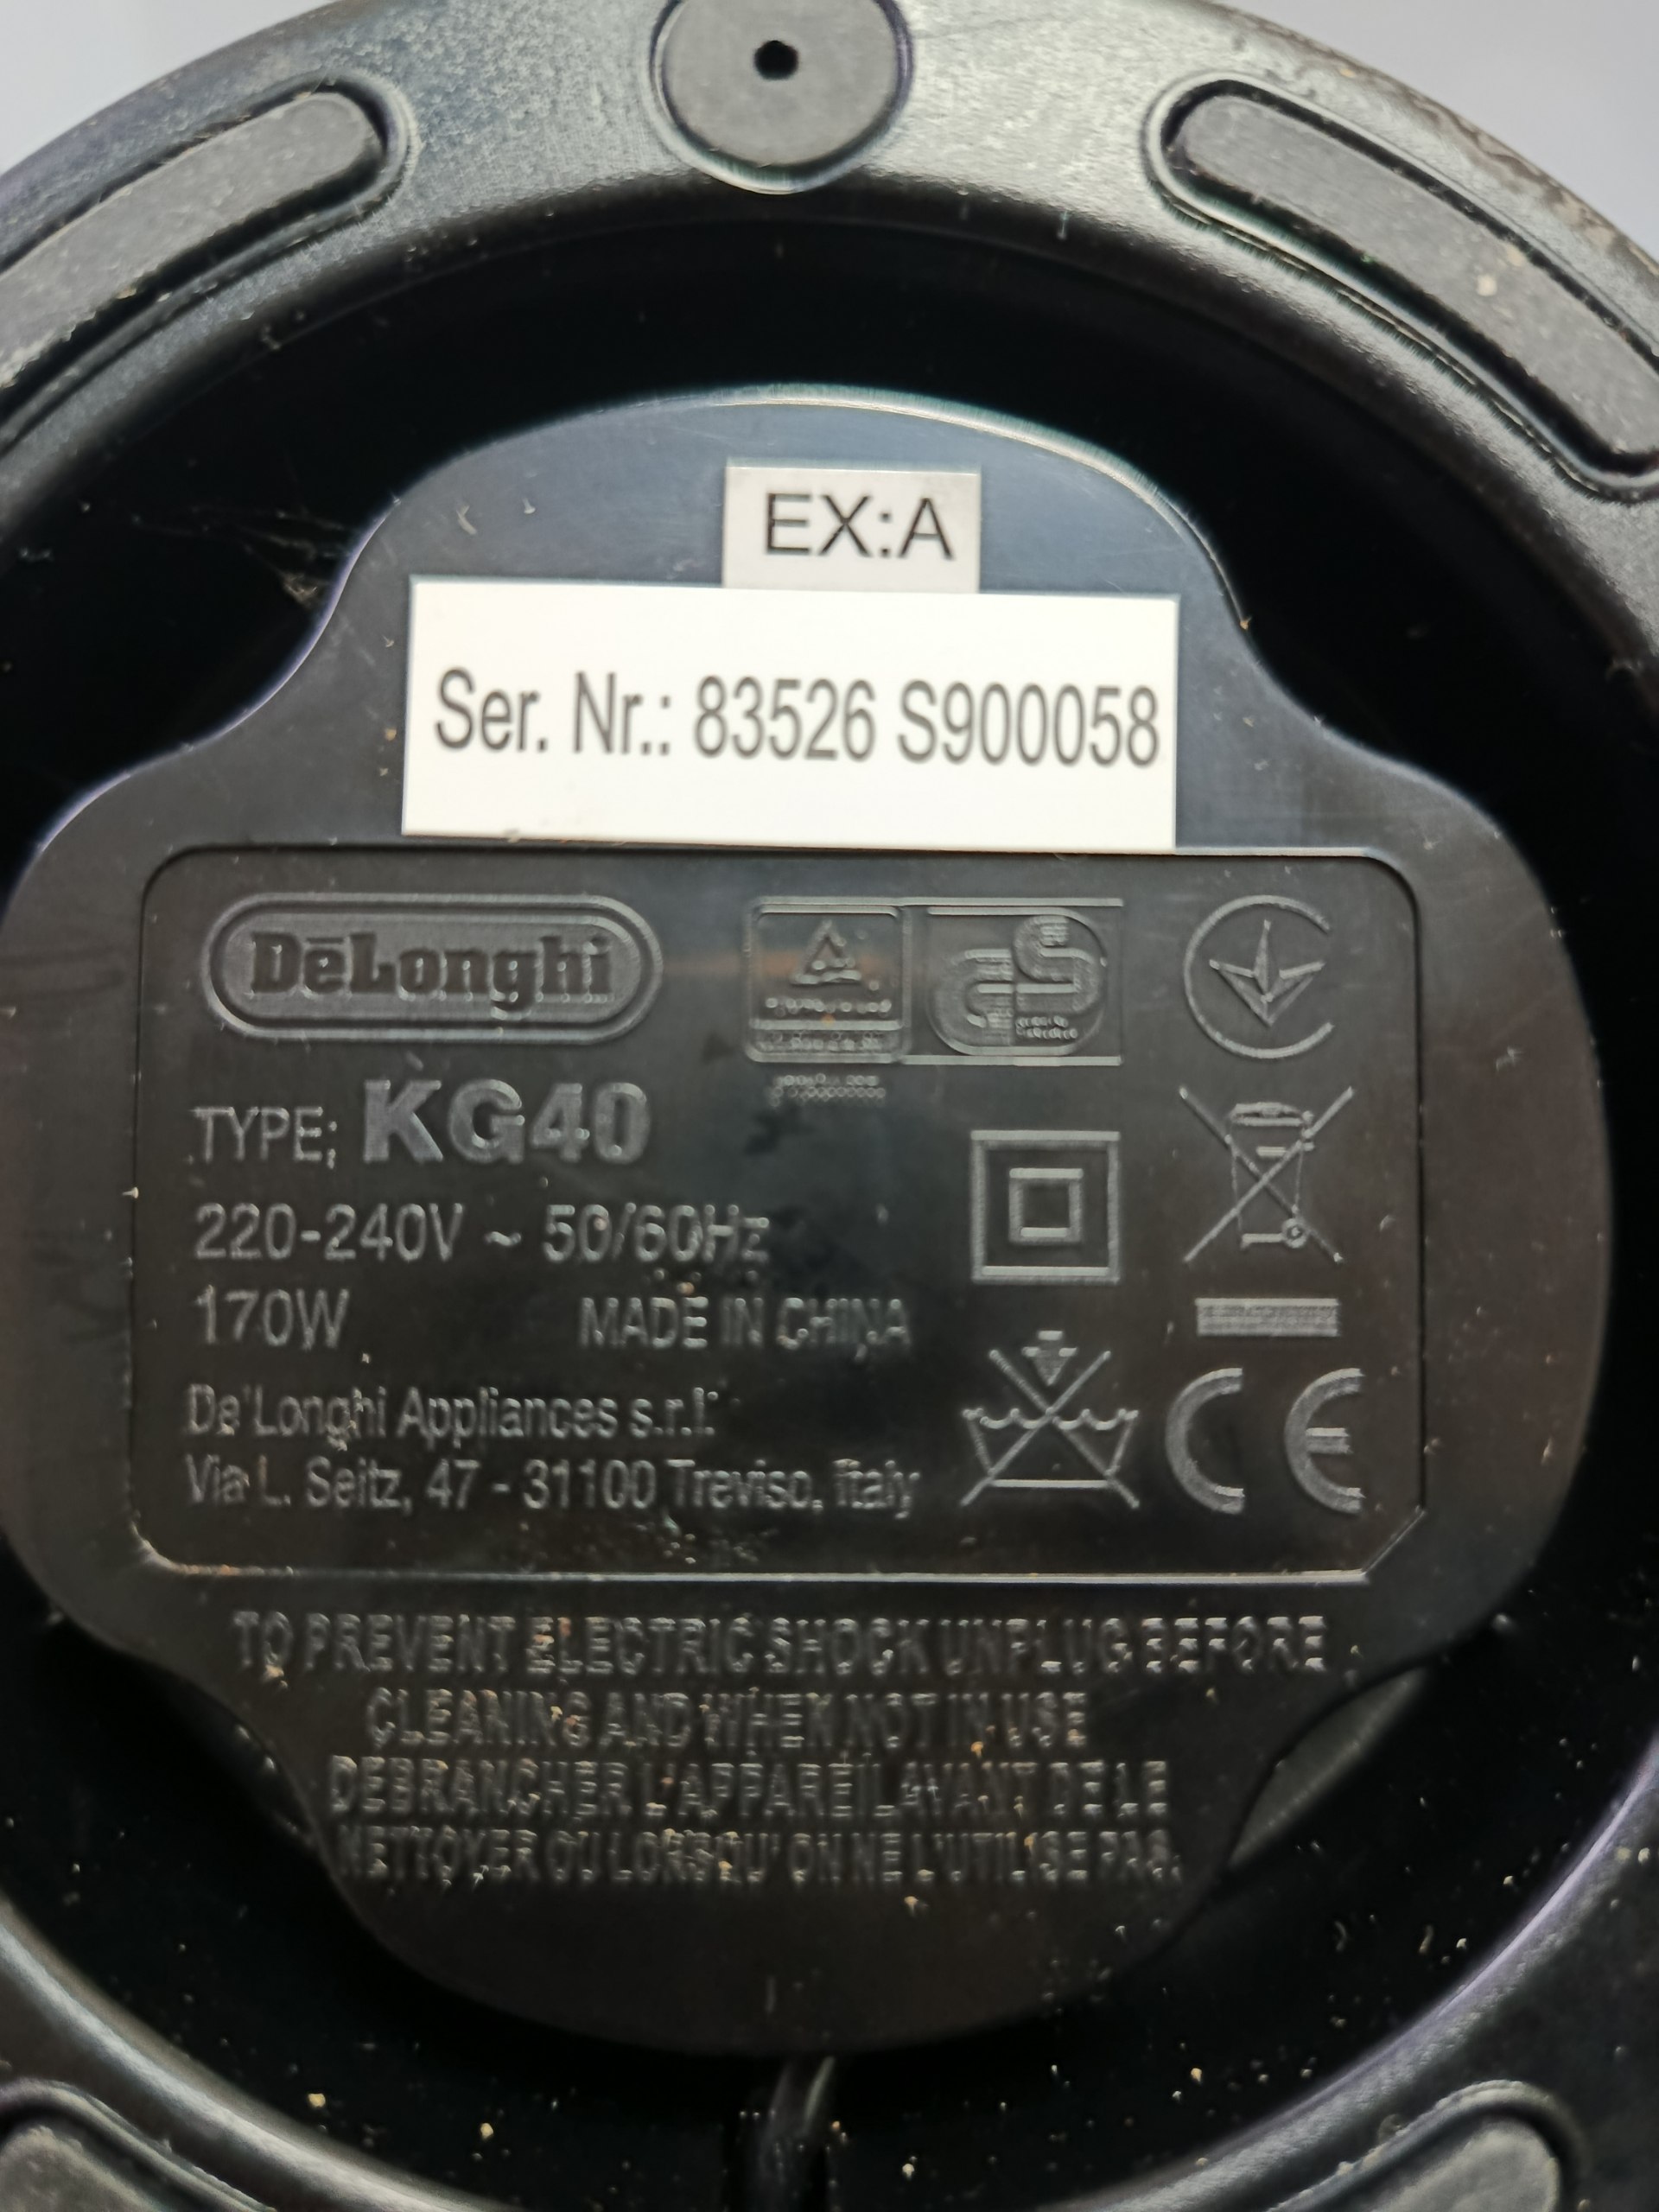 EX:A
Ser. Nr.: 83526 S900058
DeLonghi
TYPE: KG40
220-240V ~ 50/60Hz
170W MADE IN CHINA
De'Longhi Appliances s.r.l.
Via L. Seitz, 47 - 31100 Treviso, Italy
CE
TO PREVENT ELECTRIC SHOCK UNPLUG BEFORE
CLEANING AND WHEN NOT IN USE
DEBRANCHER L'APPAREIL AVANT DE LE
NETTOYER OU LORSQU'ON NE L'UTILISE PAS.